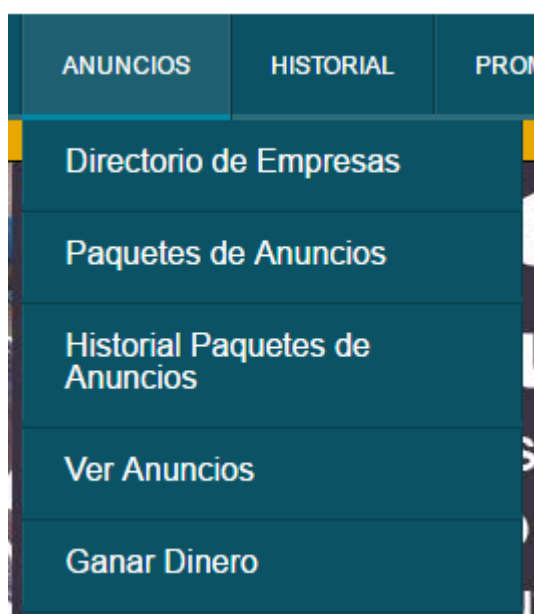 ANUNCIOS HISTORIAL
Directorio de Empresas
Paquetes de Anuncios
Historial Paquetes de
Anuncios
Ver Anuncios
Ganar Dinero